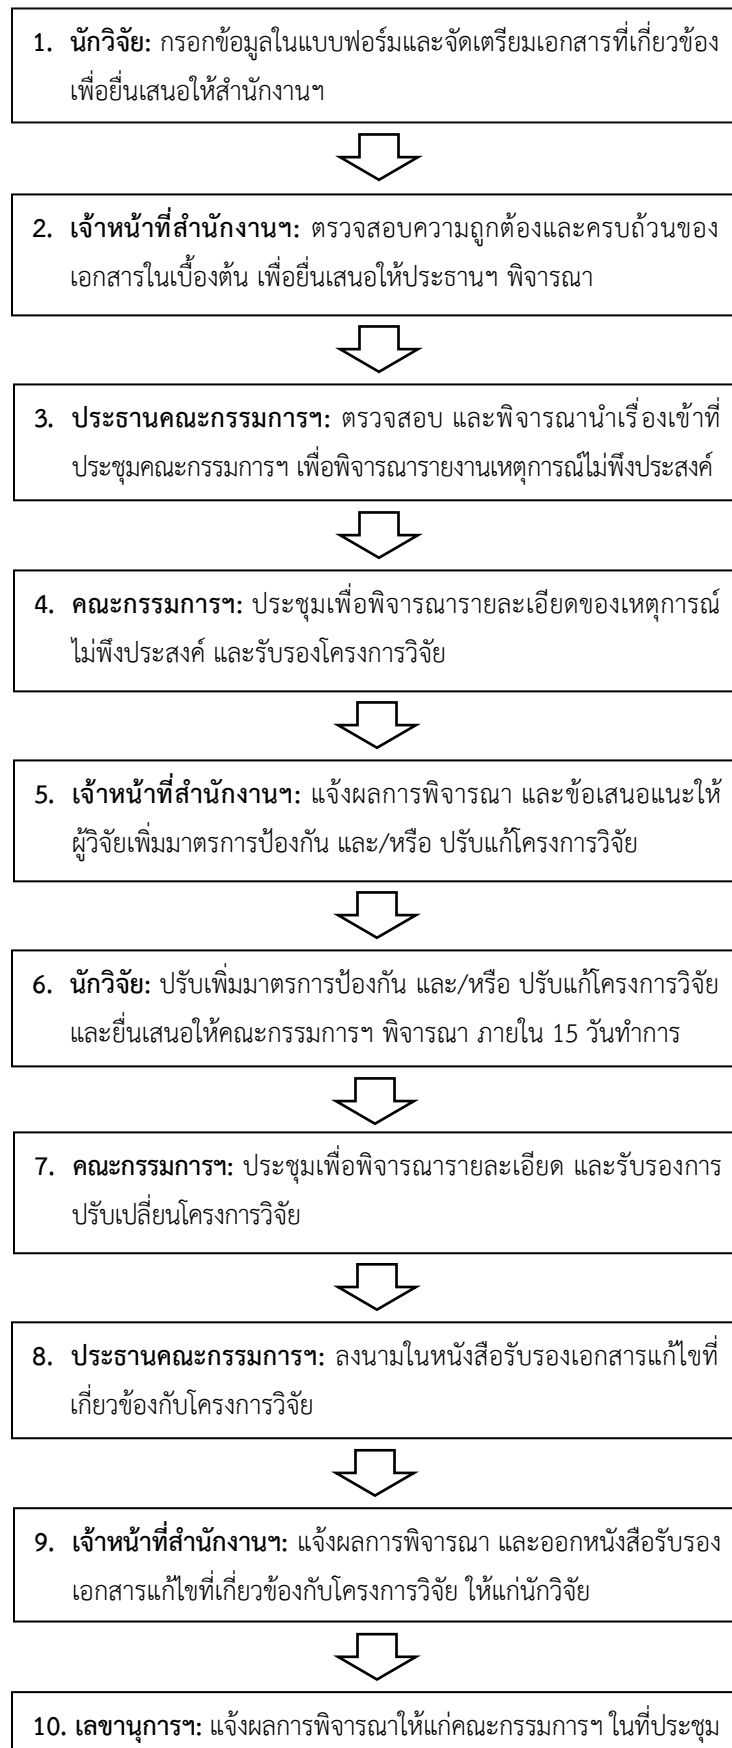 1. นักวิจัย: กรอกข้อมูลในแบบฟอร์มและจัดเตรียมเอกสารที่เกี่ยวข้อง
เพื่อยื่นเสนอให้สำนักงานฯ
2. เจ้าหน้าที่สำนักงานฯ: ตรวจสอบความถูกต้องและครบถ้วนของ
เอกสารในเบื้องต้น เพื่อยื่นเสนอให้ประธานฯ พิจารณา
3. ประธานคณะกรรมการฯ: ตรวจสอบ และพิจารณานำเรื่องเข้าที่
ประชุมคณะกรรมการฯ เพื่อพิจารณารายงานเหตุการณ์ไม่พึงประสงค์
4. คณะกรรมการฯ: ประชุมเพื่อพิจารณารายละเอียดของเหตุการณ์
ไม่พึงประสงค์ และรับรองโครงการวิจัย
5. เจ้าหน้าที่สำนักงานฯ: แจ้งผลการพิจารณา และข้อเสนอแนะให้
ผู้วิจัยเพิ่มมาตรการป้องกัน และ/หรือ ปรับแก้โครงการวิจัย
6. นักวิจัย: ปรับเพิ่มมาตรการป้องกัน และ/หรือ ปรับแก้โครงการวิจัย
และยื่นเสนอให้คณะกรรมการฯ พิจารณา ภายใน 15 วันทำการ
7. คณะกรรมการฯ: ประชุมเพื่อพิจารณารายละเอียด และรับรองการ
ปรับเปลี่ยนโครงการวิจัย
8. ประธานคณะกรรมการฯ: ลงนามในหนังสือรับรองเอกสารแก้ไขที่
เกี่ยวข้องกับโครงการวิจัย
9. เจ้าหน้าที่สำนักงานฯ: แจ้งผลการพิจารณา และออกหนังสือรับรอง
เอกสารแก้ไขที่เกี่ยวข้องกับโครงการวิจัย ให้แก่นักวิจัย
10. เลขานุการฯ: แจ้งผลการพิจารณาให้แก่คณะกรรมการฯ ในที่ประชุม